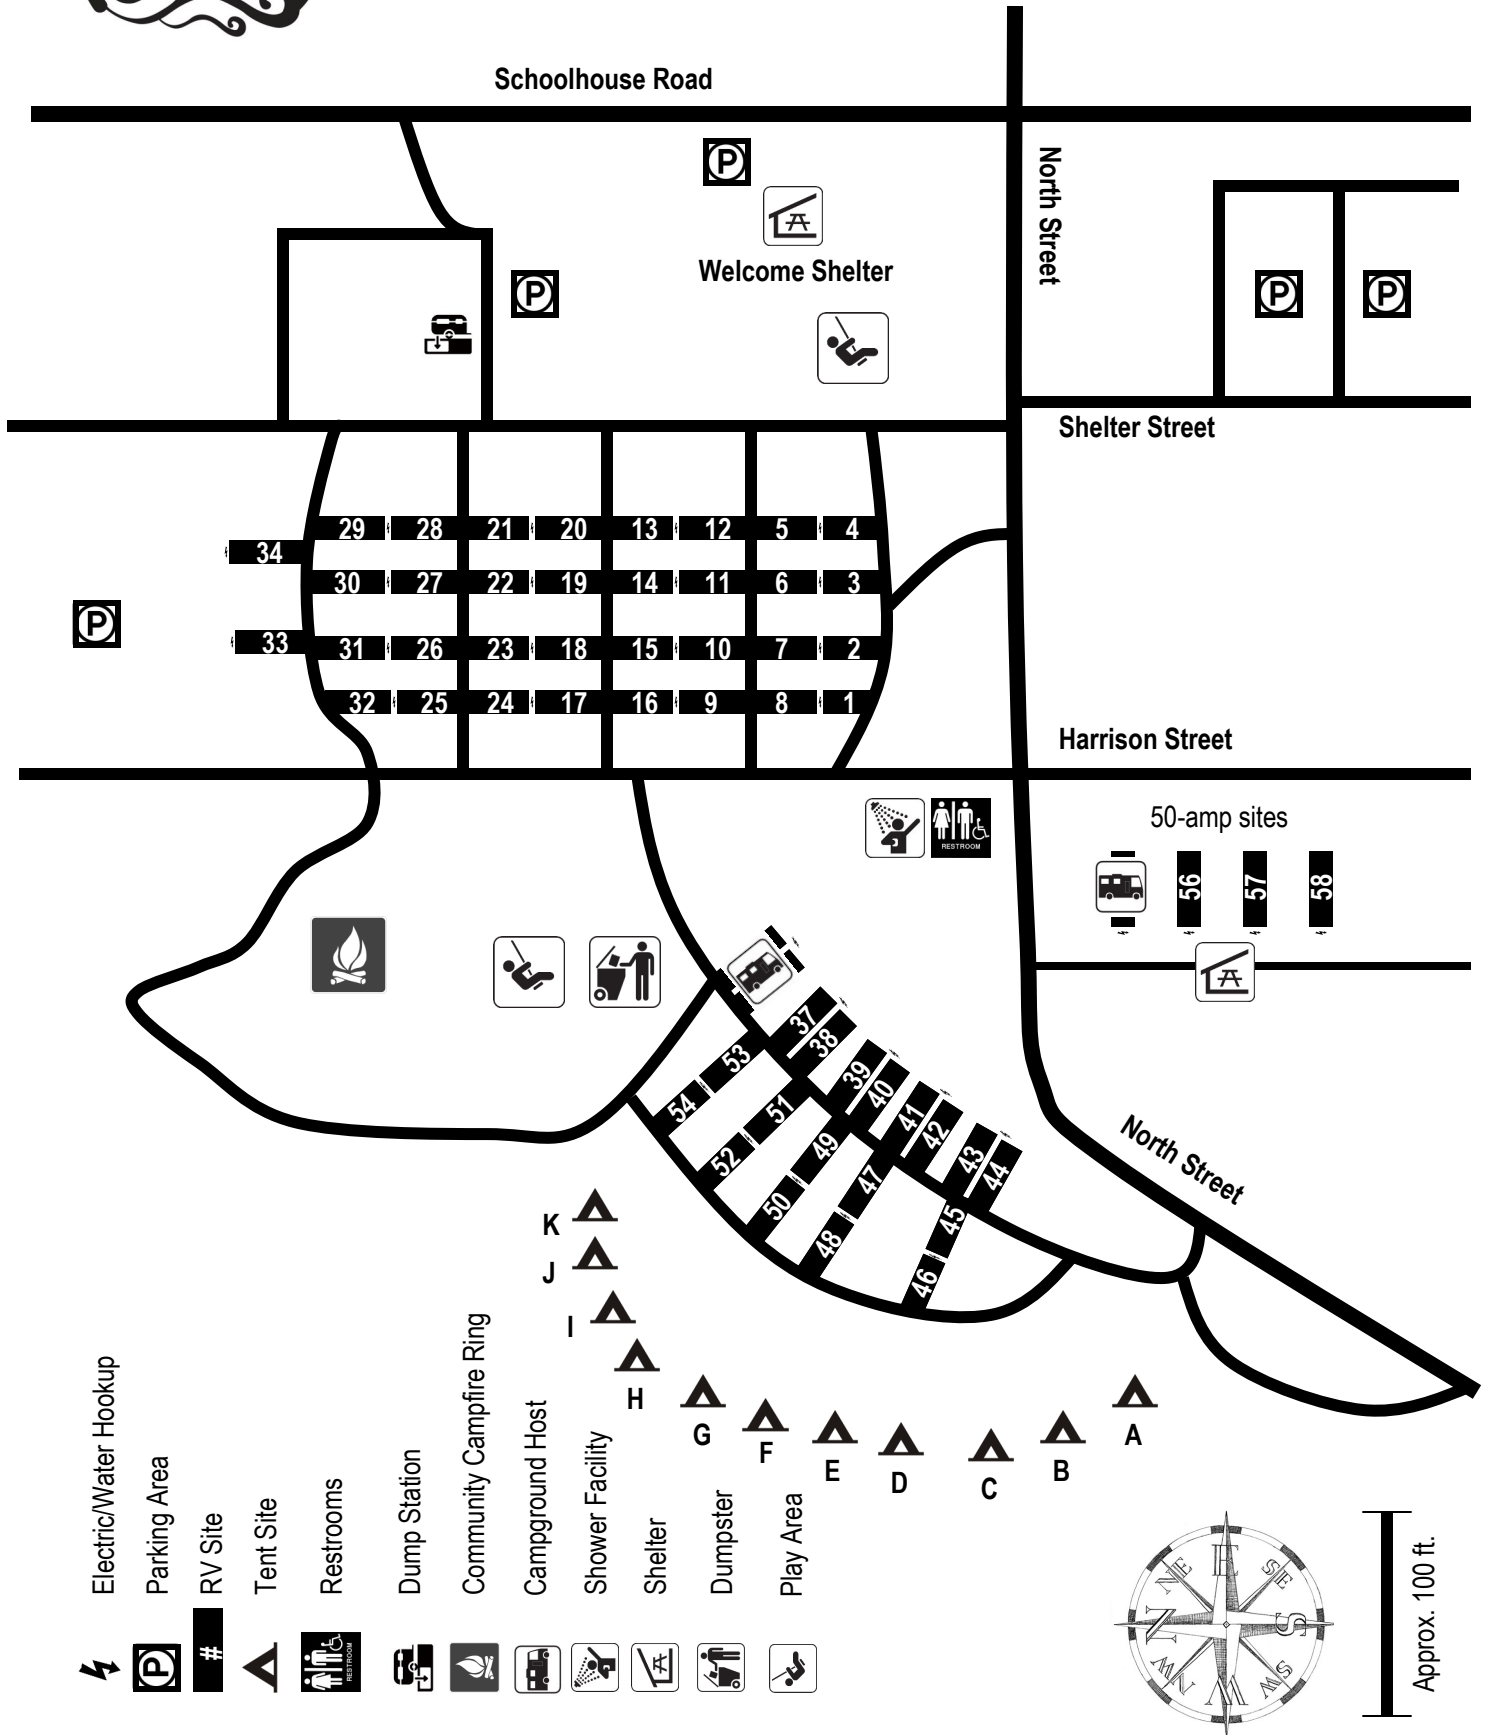 Schoolhouse Road
P
North Street
Welcome Shelter
P
P
P
Shelter Street
29 28 21 20 13 12 5 4
34
30 27 22 19 14 11 6 3
P
33
31 26 23 18 15 10 7 2
32 25 24 17 16 9 8 1
Harrison Street
50-amp sites
RESTROOM
56 57 58
37
38
53
39
40
54
51
41
42
49
43
44
52
47
50
45
48
46
North Street
K
J
I
H
G
F
E
D
C
B
A
Electric/Water Hookup
Parking Area
RV Site
Tent Site
Restrooms
Dump Station
Community Campfire Ring
Campground Host
Shower Facility
Shelter
Dumpster
Play Area
P
#
RESTROOM
E
SE
S
SW
W
NW
N
NE
Approx. 100 ft.